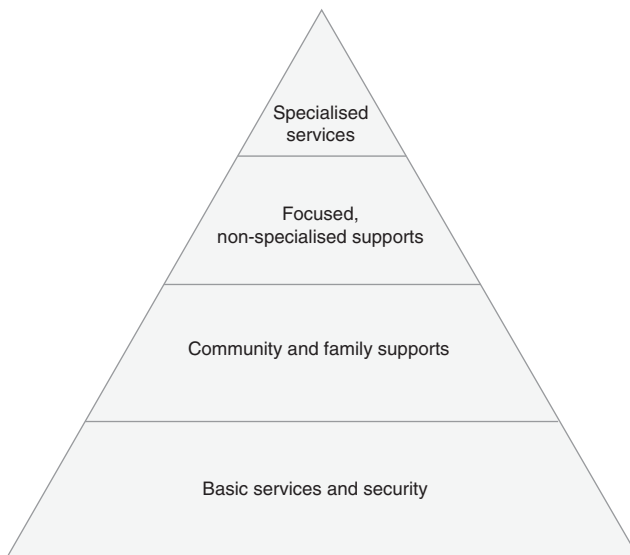 Specialised
services
Focused,
non-specialised supports
Community and family supports
Basic services and security